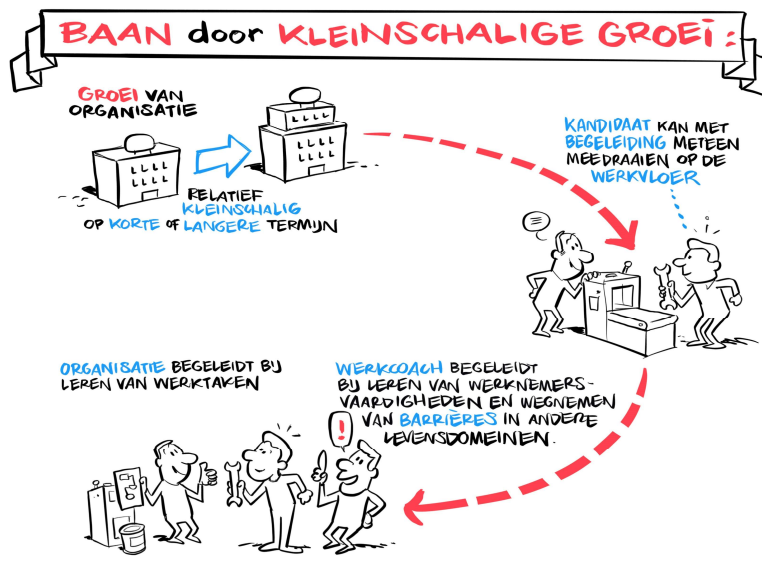 BAAN door KLEINSCHALIGE GROEI:
GROEI VAN
ORGANISATIE
RELATIEF
KLEINSCHALIG
OP KORTE OF LANGERE TERMIJN
KANDIDAAT KAN MET
BEGELEIDING METEEN
MEEDRAAIEN OP DE
WERKVLOER
ORGANISATIE BEGELEIDT BIJ
LEREN VAN WERKTAKEN
WERKCOACH BEGELEIDT
BIJ LEREN VAN WERKNEMERS-
VAARDIGHEDEN EN WEGNEMEN
VAN BARRIÈRES IN ANDERE
LEVENSDOMEINEN.
!